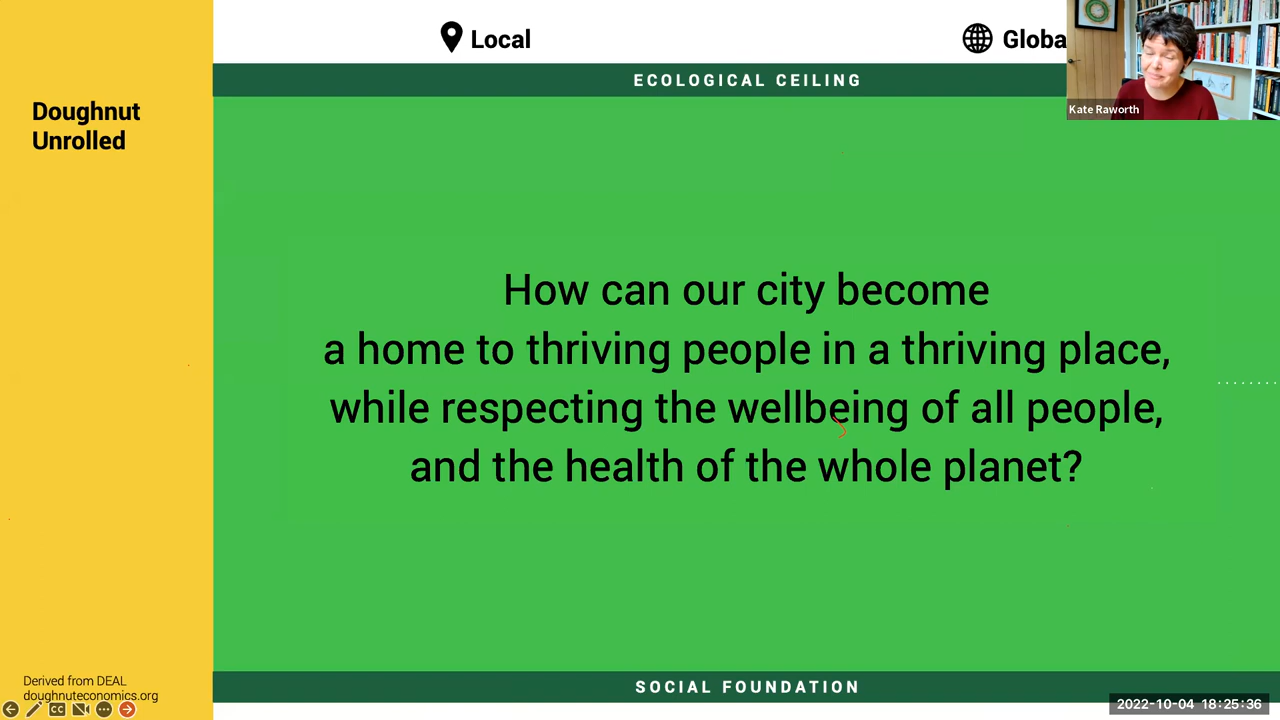 Local
Globa
ECOLOGICAL CEILING
Kate Raworth
Doughnut
Unrolled
How can our city become
a home to thriving people in a thriving place,
while respecting the wellbeing of all people,
and the health of the whole planet?
SOCIAL FOUNDATION
Derived from DEAL
doughnuteconomics.org
CC
2022-10-04 18:25:36